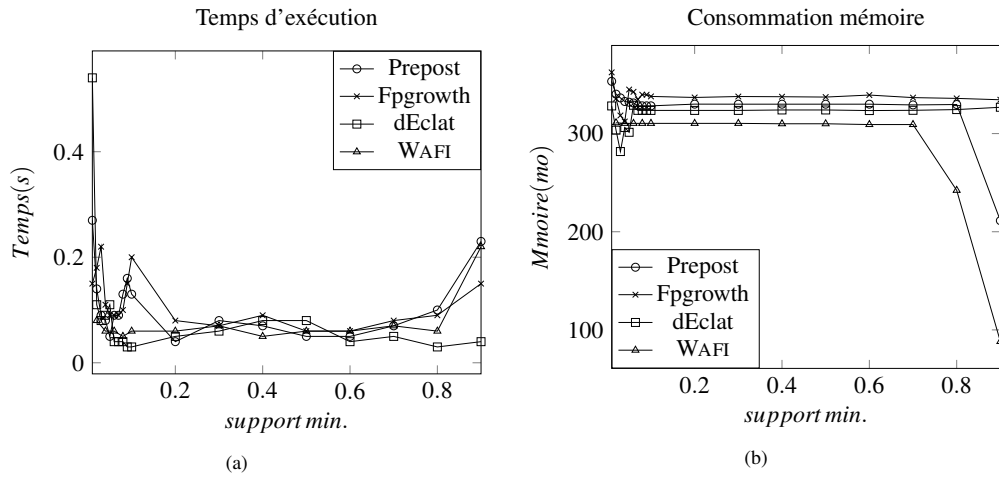 Temps d'exécution
Prepost
Fpgrowth
dEclat
WAFI
0.4
0.2
0
0.2 0.4 0.6 0.8
Temps(s)
support min.
(a)
Consommation mémoire
300
200
100
Prepost
Fpgrowth
dEclat
WAFI
0.2 0.4 0.6 0.8
Mmoire(mo)
support min.
(b)